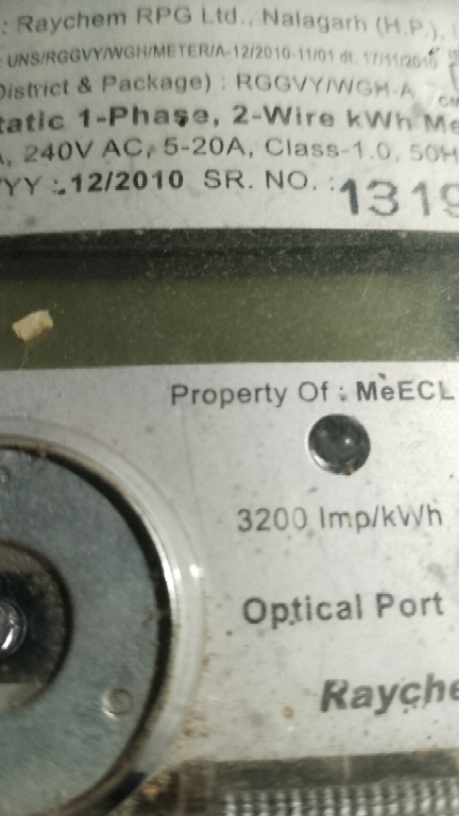 : Raychem RPG Ltd., Nalagarh (H.P.),
: UNS/RGGVY/WGH/METER/A-12/2010-11/01 dt. 17/11/2010
District & Package) : RGGVY/WGH-A
tatic 1-Phase, 2-Wire kWh Me
, 240V AC, 5-20A, Class-1.0, 50H
YY : 12/2010 SR. NO. : 1319
Property Of : MeECL
3200 Imp/kWh
Optical Port
Rayche